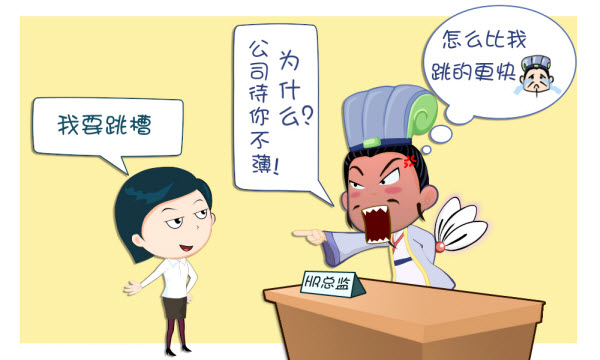 我要跳槽
为什么?
公司待你不薄!
怎么比我
跳的更快
HR总监